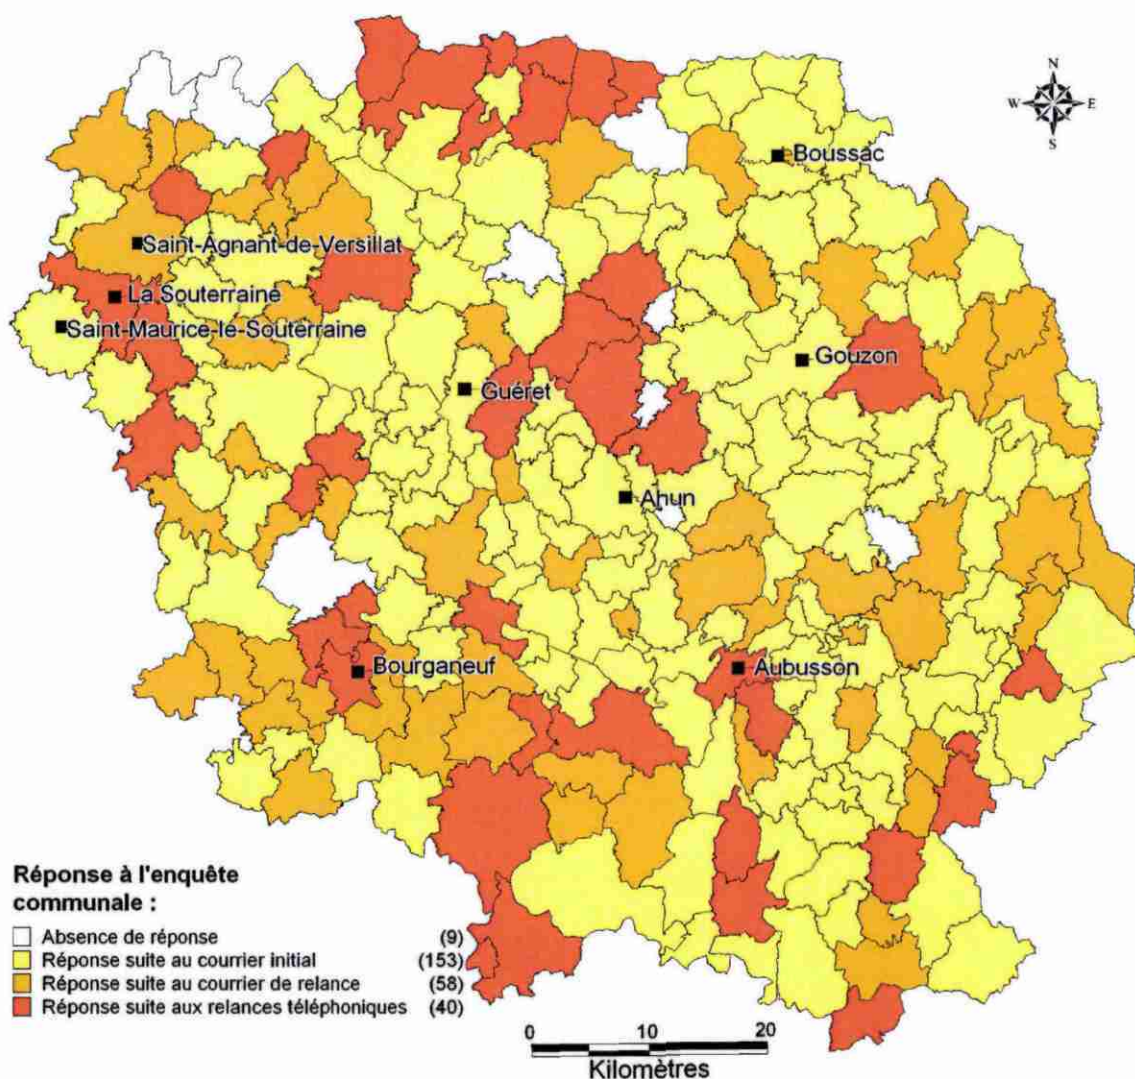 N
W E
S
Boussac
Saint-Agnant-de-Versillat
La Souterraine
Saint-Maurice-le-Souterraine
Gouzon
Guéret
Ahun
Bourganeuf
Aubusson
Réponse à l'enquête
communale :
Absence de réponse (9)
Réponse suite au courrier initial (153)
Réponse suite au courrier de relance (58)
Réponse suite aux relances téléphoniques (40)
0 10 20
Kilomètres